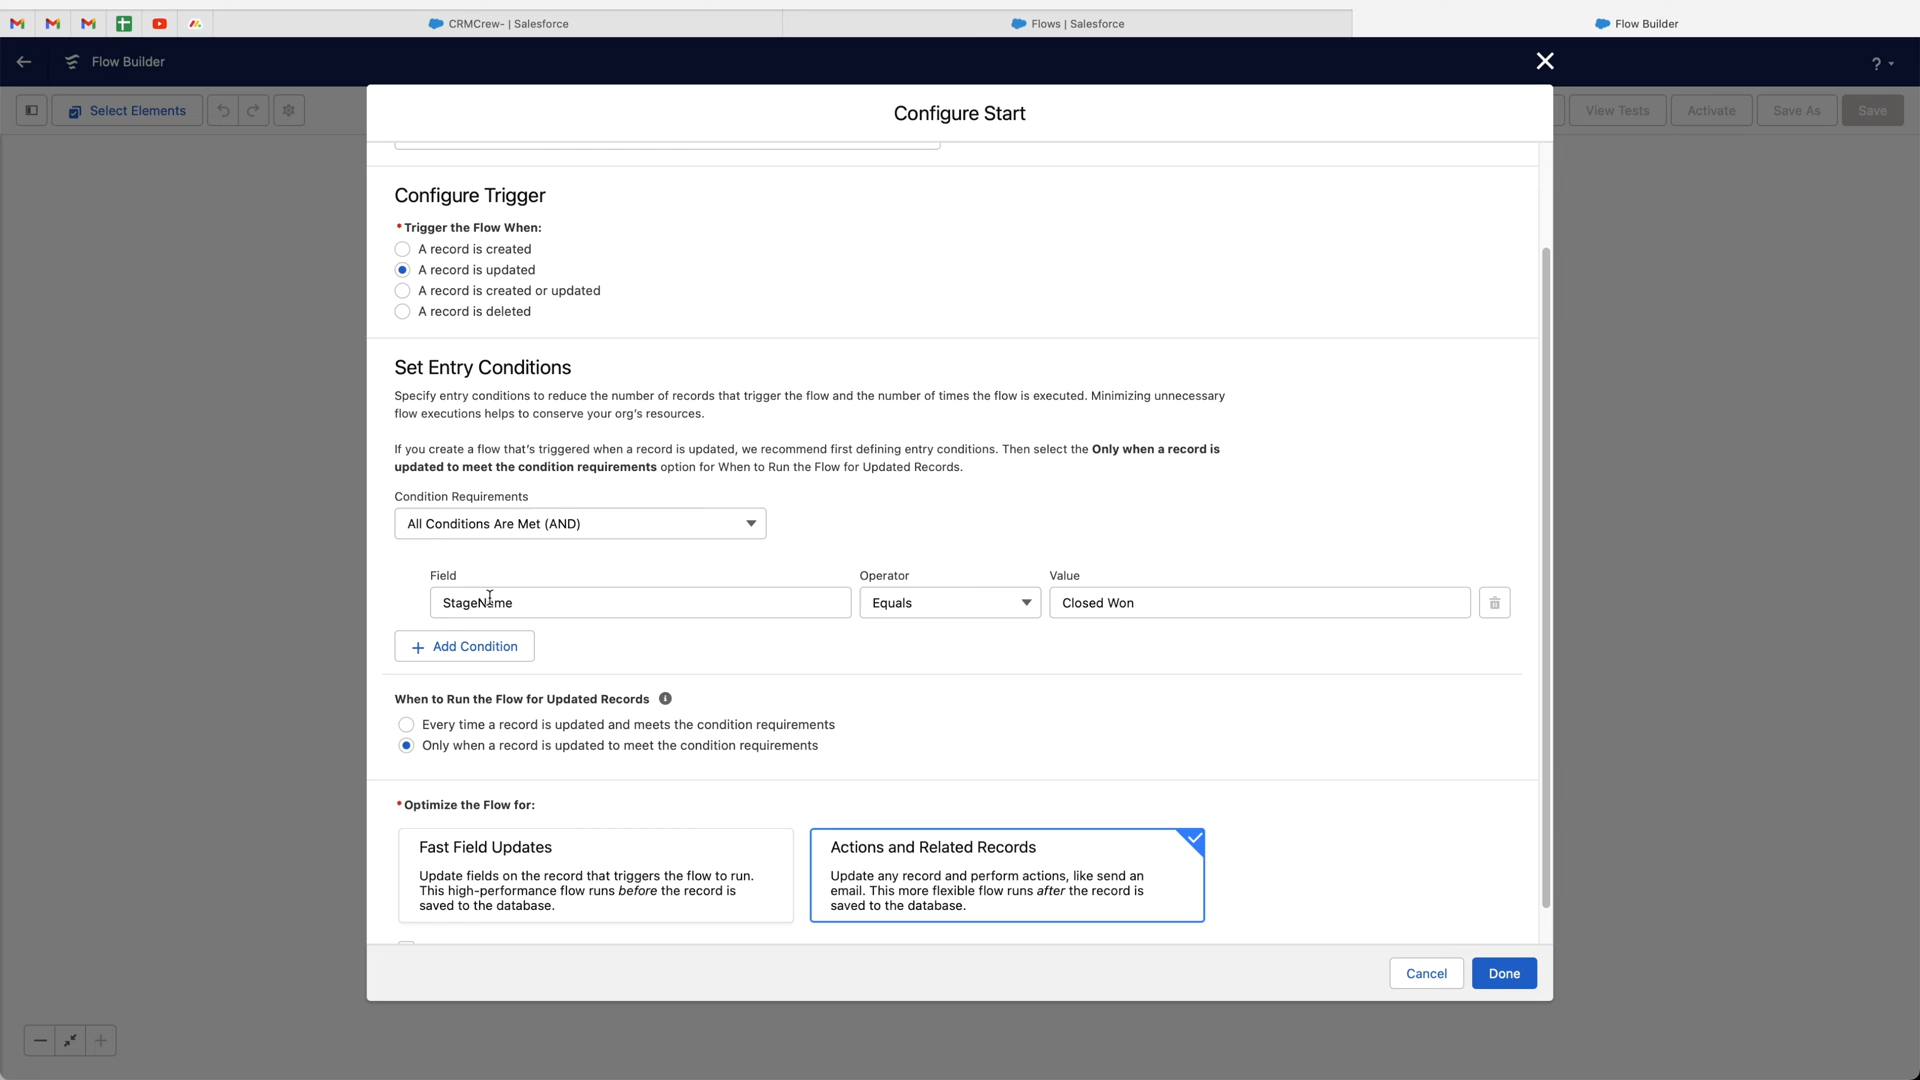 CRMCrew- | Salesforce
Flows | Salesforce
Flow Builder
Flow Builder
?
Select Elements
View Tests
Activate
Save As
Save
Configure Start
Configure Trigger
* Trigger the Flow When:
A record is created
A record is updated
A record is created or updated
A record is deleted
Set Entry Conditions
Specify entry conditions to reduce the number of records that trigger the flow and the number of times the flow is executed. Minimizing unnecessary
flow executions helps to conserve your org's resources.
If you create a flow that's triggered when a record is updated, we recommend first defining entry conditions. Then select the Only when a record is
updated to meet the condition requirements option for When to Run the Flow for Updated Records.
Condition Requirements
All Conditions Are Met (AND)
Field Operator Value
StageName Equals Closed Won
+ Add Condition
When to Run the Flow for Updated Records
Every time a record is updated and meets the condition requirements
Only when a record is updated to meet the condition requirements
* Optimize the Flow for:
Fast Field Updates
Update fields on the record that triggers the flow to run.
This high-performance flow runs before the record is
saved to the database.
Actions and Related Records
Update any record and perform actions, like send an
email. This more flexible flow runs after the record is
saved to the database.
Cancel
Done